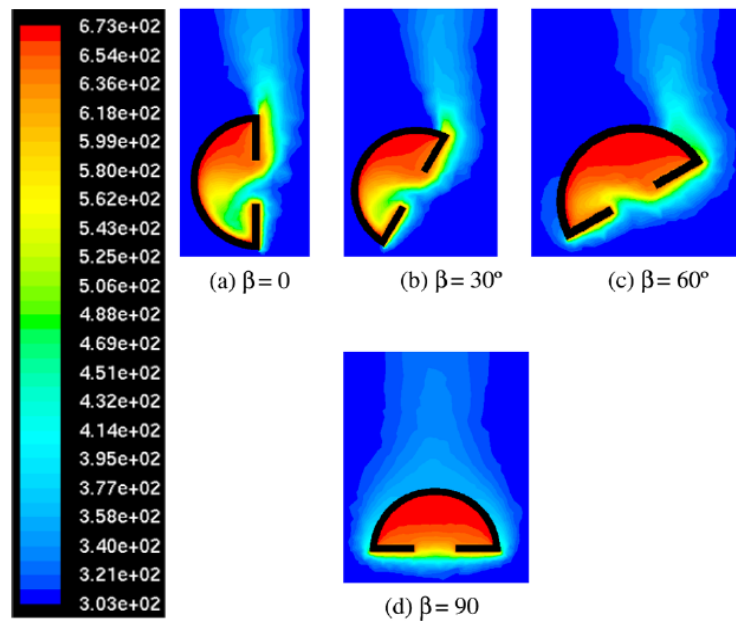 6.73e+02
6.54e+02
6.36e+02
6.18e+02
5.99e+02
5.80e+02
5.62e+02
5.43e+02
5.25e+02
5.06e+02
4.88e+02
4.69e+02
4.51e+02
4.32e+02
4.14e+02
3.95e+02
3.77e+02
3.58e+02
3.40e+02
3.21e+02
3.03e+02
(a) β = 0
(b) β = 30º
(c) β = 60º
(d) β = 90